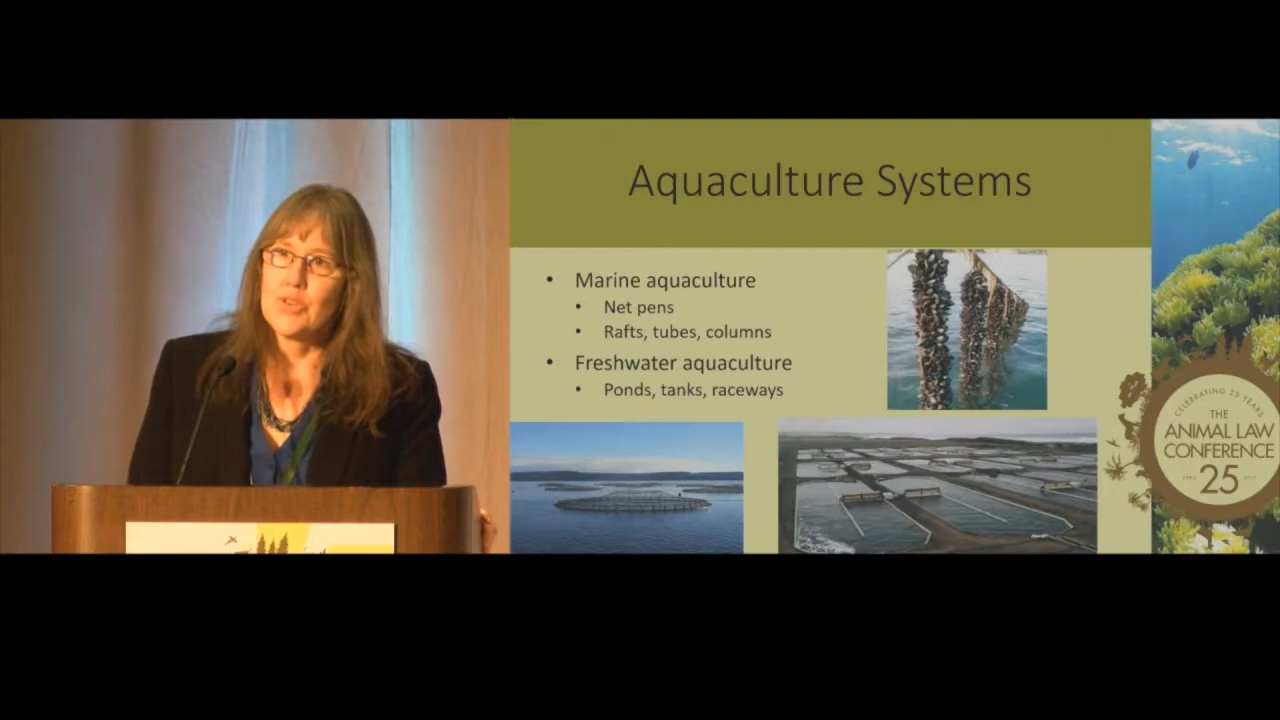 Aquaculture Systems
• Marine aquaculture
• Net pens
• Rafts, tubes, columns
• Freshwater aquaculture
• Ponds, tanks, raceways
CELEBRATING 25 YEARS
THE
ANIMAL LAW
CONFERENCE
25